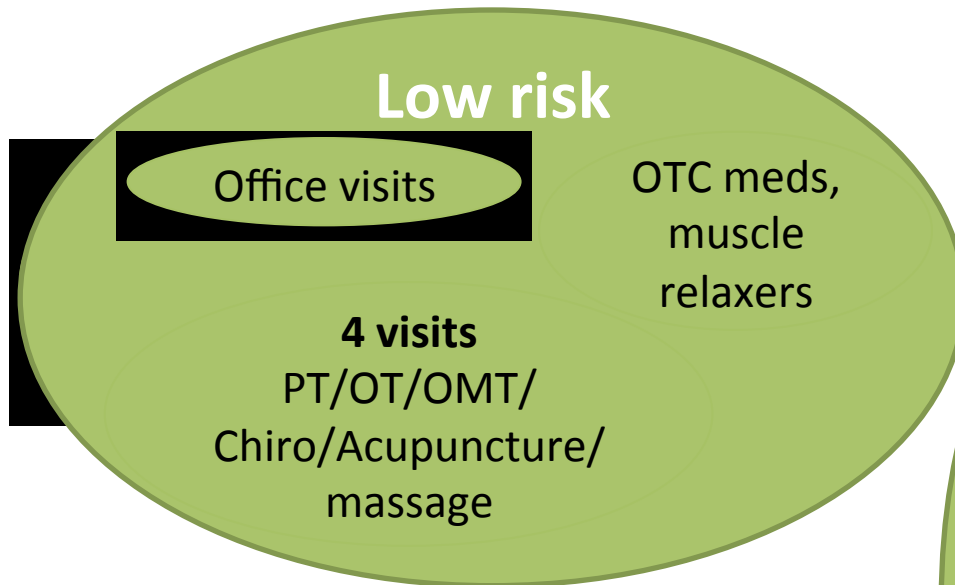 Low risk
Office visits
OTC meds,
muscle
relaxers
4 visits
PT/OT/OMT/
Chiro/Acupuncture/
massage